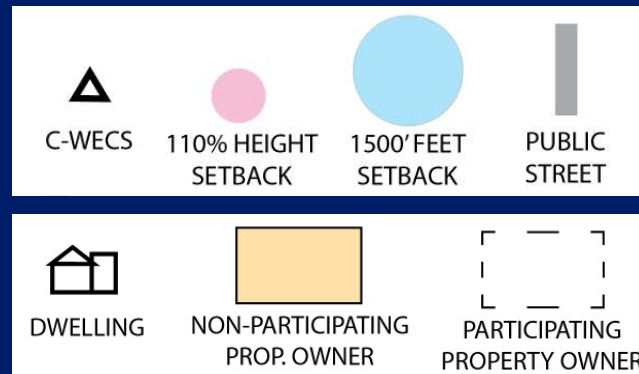 C-WECS
110% HEIGHT
SETBACK
1500' FEET
SETBACK
PUBLIC
STREET
DWELLING
NON-PARTICIPATING
PROP. OWNER
PARTICIPATING
PROPERTY OWNER